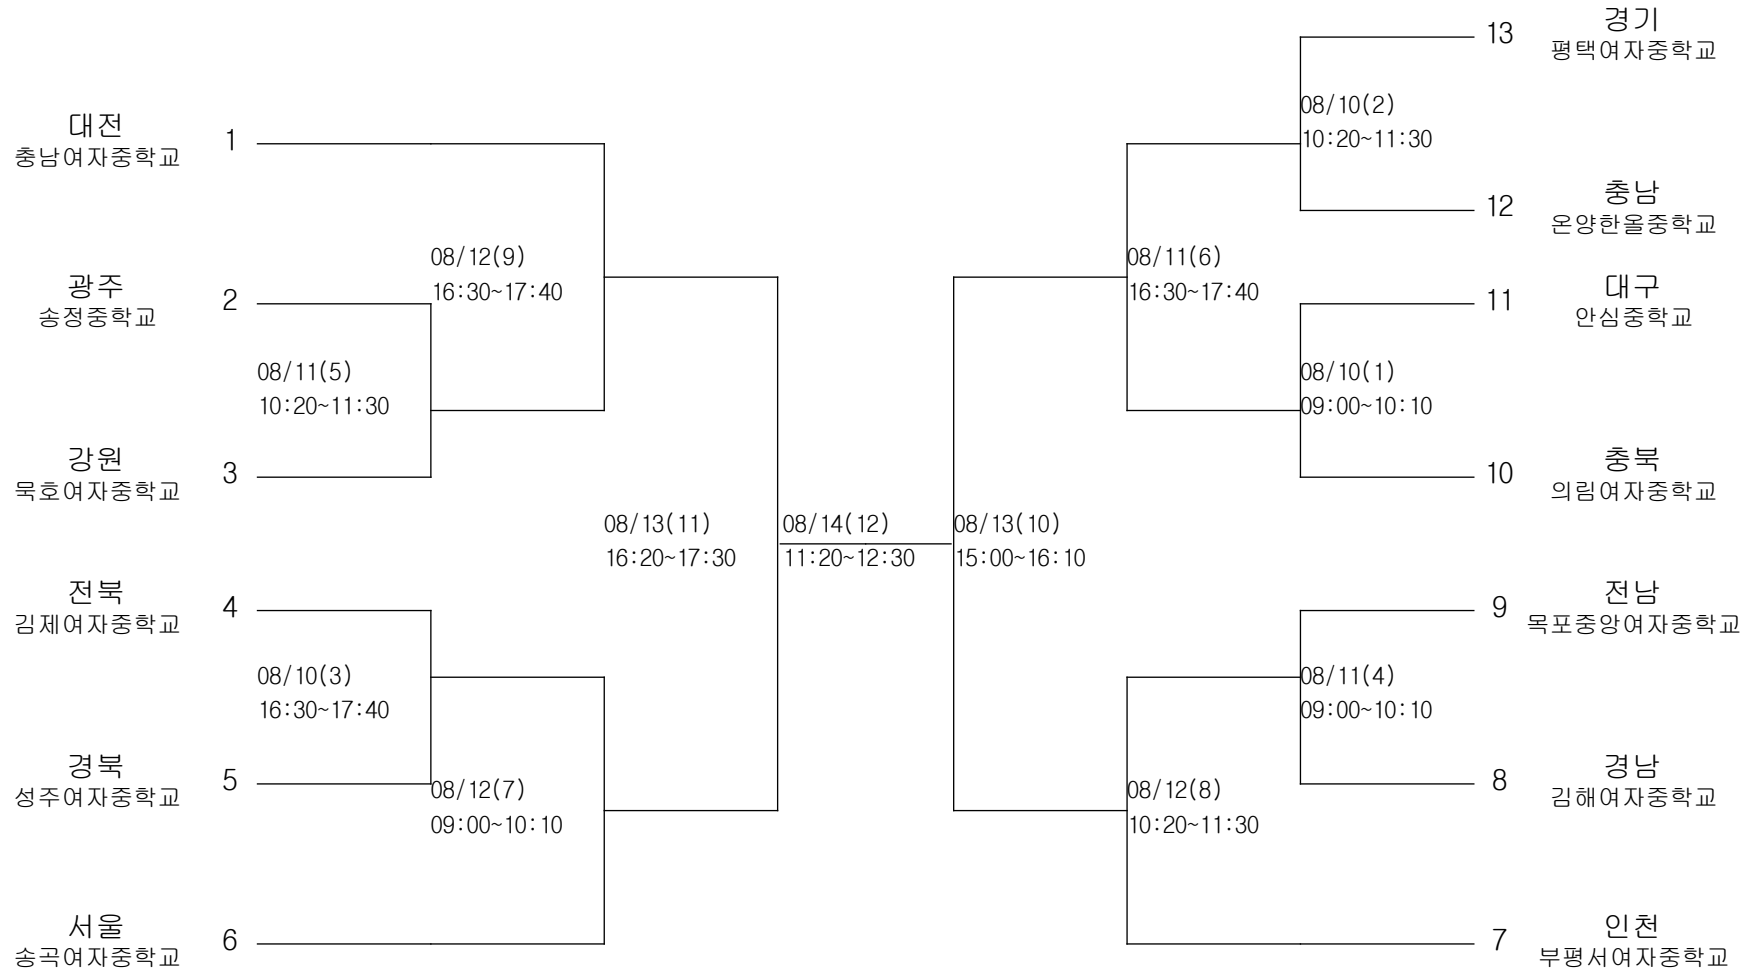 대전
충남여자중학교
1
광주
송정중학교
2
강원
묵호여자중학교
3
전북
김제여자중학교
4
경북
성주여자중학교
5
서울
송곡여자중학교
6
08/11(5)
10:20~11:30
08/10(3)
16:30~17:40
08/12(9)
16:30~17:40
08/12(7)
09:00~10:10
08/13(11)
16:20~17:30
08/14(12)
11:20~12:30
08/13(10)
15:00~16:10
08/11(6)
16:30~17:40
08/12(8)
10:20~11:30
08/10(2)
10:20~11:30
08/10(1)
09:00~10:10
08/11(4)
09:00~10:10
13
경기
평택여자중학교
12
충남
온양한올중학교
11
대구
안심중학교
10
충북
의림여자중학교
9
전남
목포중앙여자중학교
8
경남
김해여자중학교
7
인천
부평서여자중학교